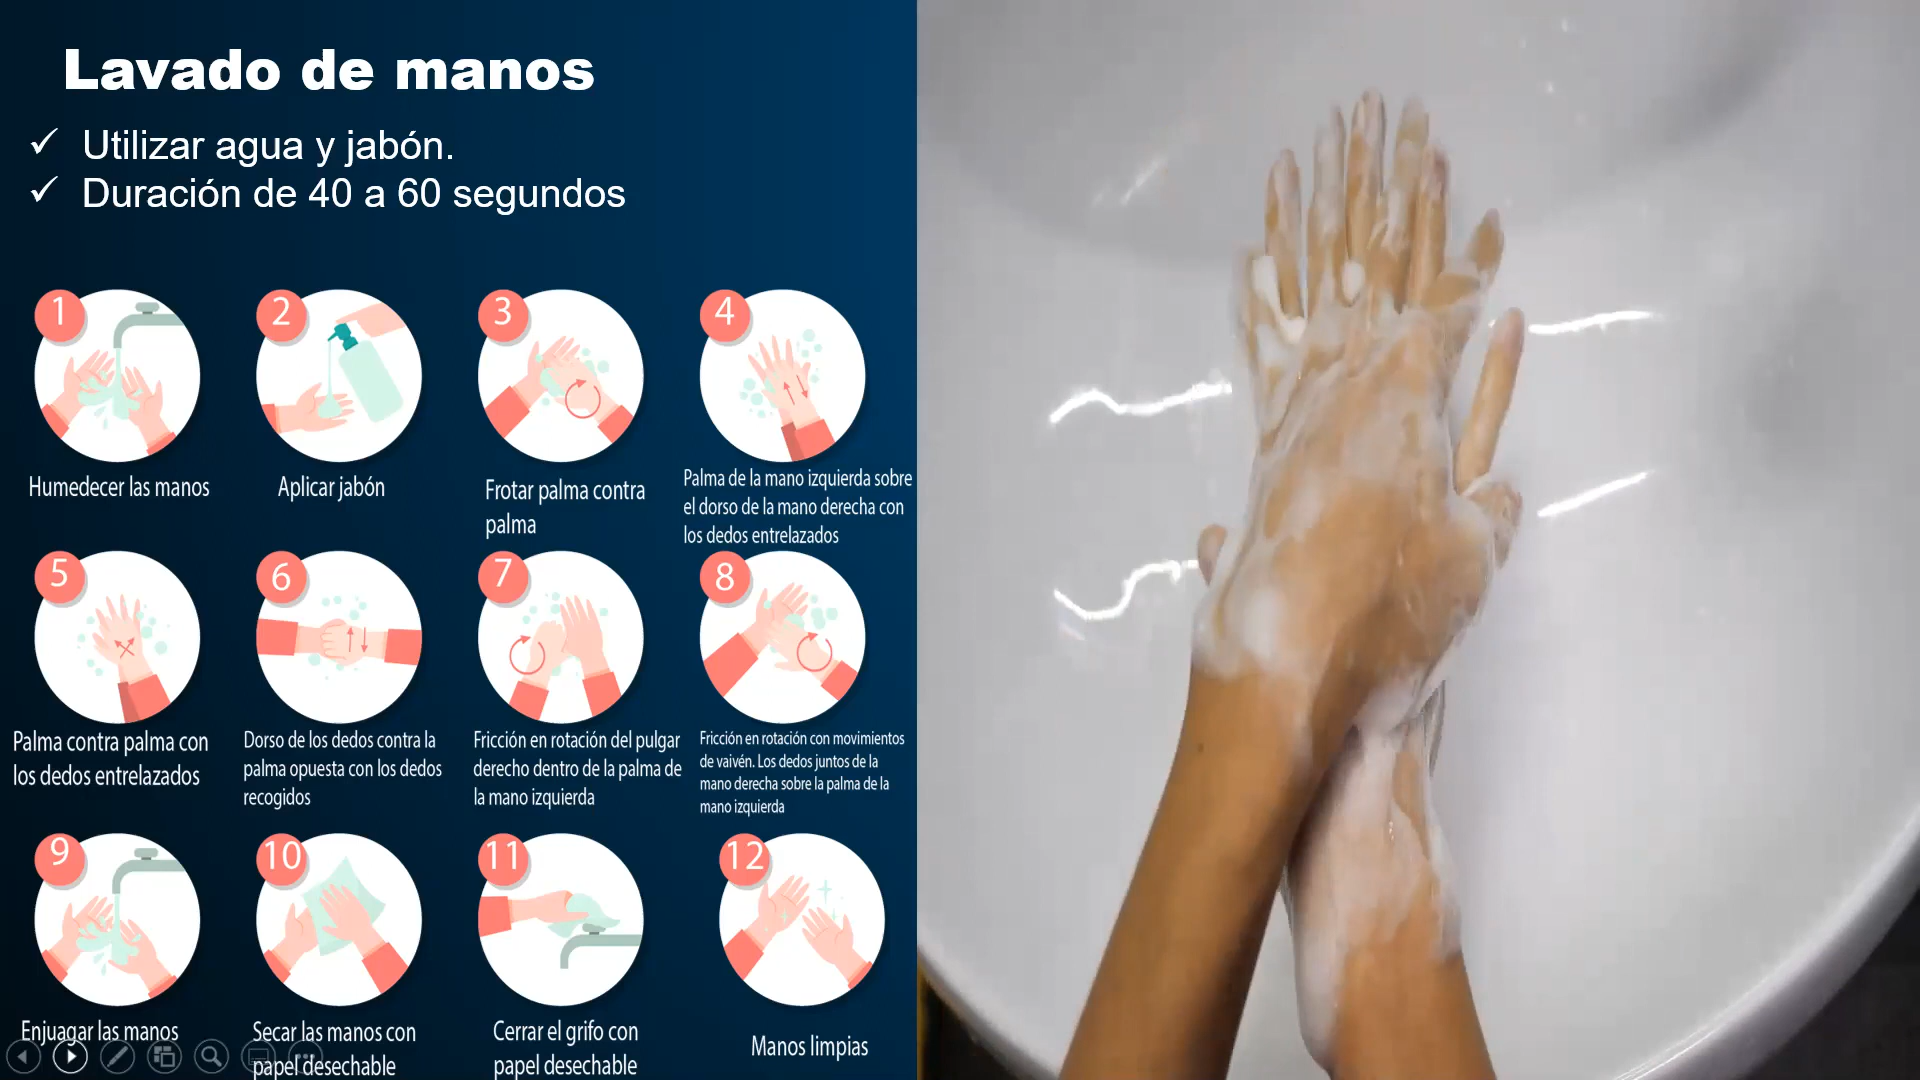 Lavado de manos
✓ Utilizar agua y jabón.
✓ Duración de 40 a 60 segundos
1
2
3
4
Humedecer las manos
Aplicar jabón
Frotar palma contra
palma
Palma de la mano izquierda sobre
el dorso de la mano derecha con
los dedos entrelazados
5
6
7
8
Palma contra palma con
los dedos entrelazados
Dorso de los dedos contra la
palma opuesta con los dedos
recogidos
Fricción en rotación del pulgar
derecho dentro de la palma de
la mano izquierda
Fricción en rotación con movimientos
de vaivén. Los dedos juntos de la
mano derecha sobre la palma de la
mano izquierda
9
10
11
12
Enjuagar las manos
Secar las manos con
papel desechable
Cerrar el grifo con
papel desechable
Manos limpias